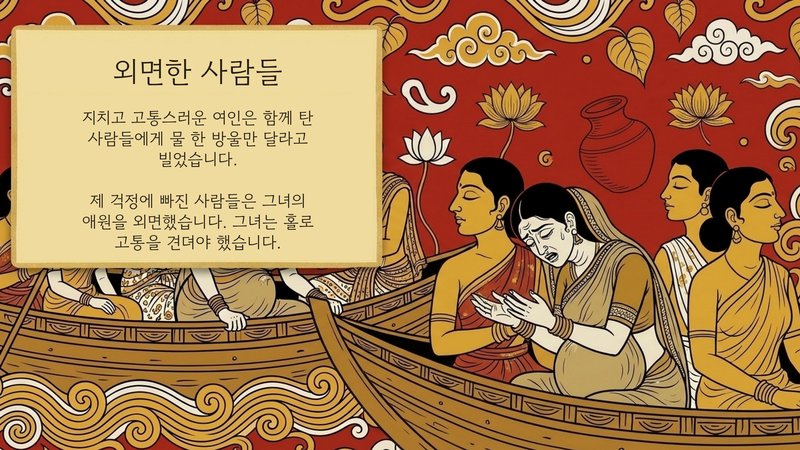 외면한 사람들
지치고 고통스러운 여인은 함께 탄
사람들에게 물 한 방울만 달라고
빌었습니다.
제 걱정에 빠진 사람들은 그녀의
애원을 외면했습니다. 그녀는 홀로
고통을 견뎌야 했습니다.